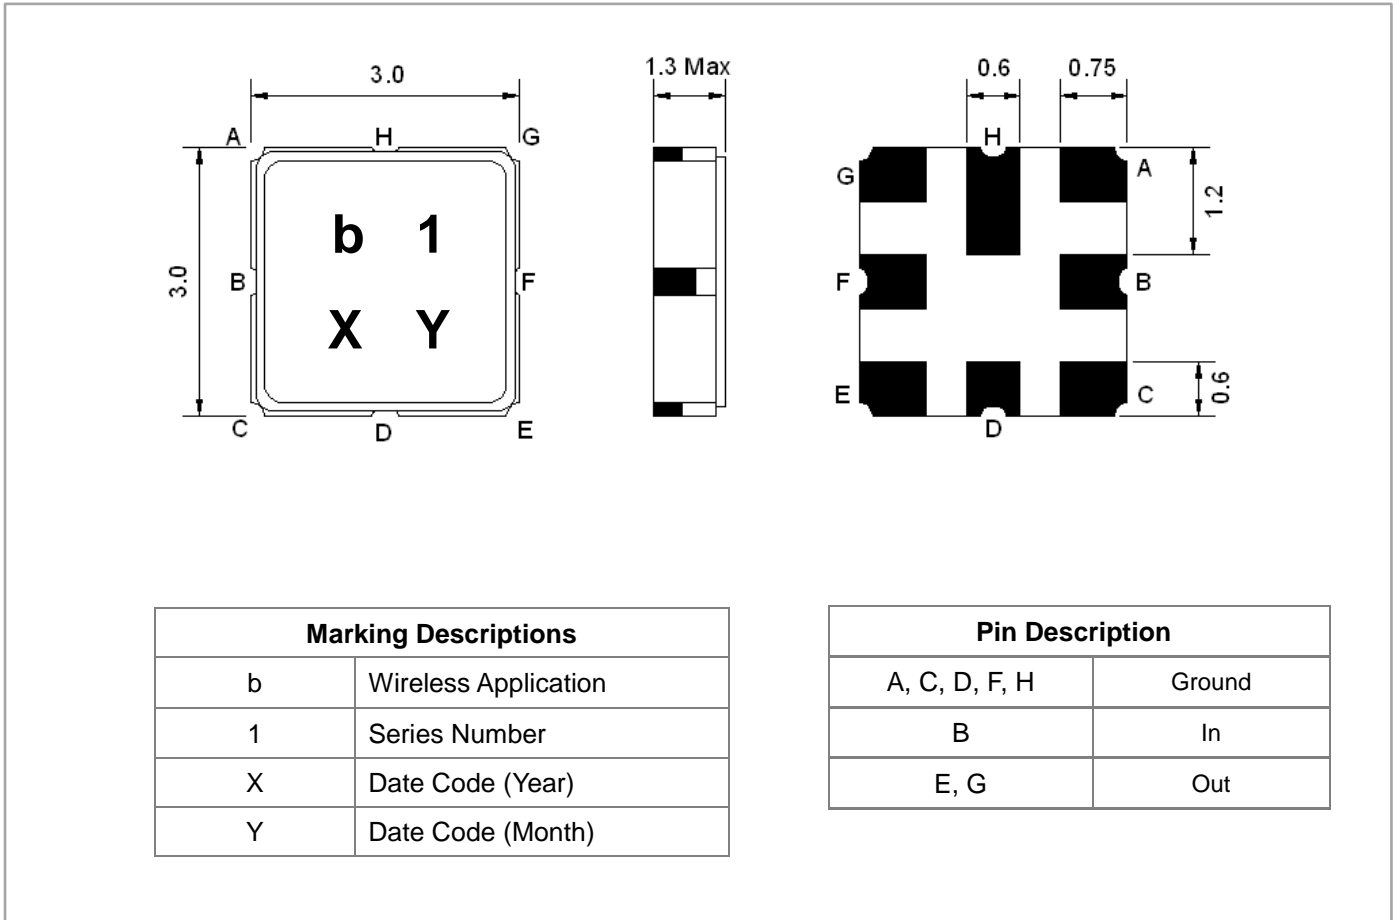 3.0
1.3 Max
0.6 0.75
A H G
H
G A
b 1
1.2
3.0
B F
F B
X Y
E C
0.6
C D E
D
Marking Descriptions
b Wireless Application
1 Series Number
X Date Code (Year)
Y Date Code (Month)
Pin Description
A, C, D, F, H Ground
B In
E, G Out